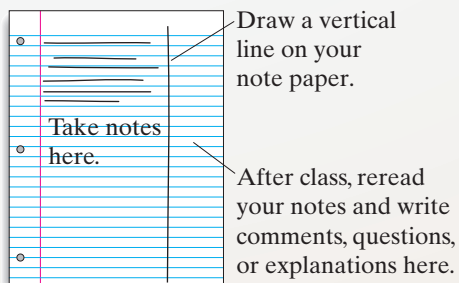 Draw a vertical
line on your
note paper.
Take notes
here.
After class, reread
your notes and write
comments, questions,
or explanations here.